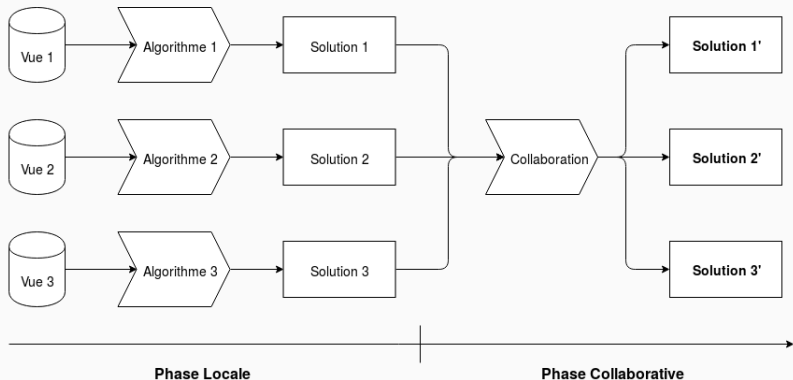 Vue 1
Algorithme 1
Solution 1
Solution 1'
Vue 2
Algorithme 2
Solution 2
Collaboration
Solution 2'
Vue 3
Algorithme 3
Solution 3
Solution 3'
Phase Locale
Phase Collaborative